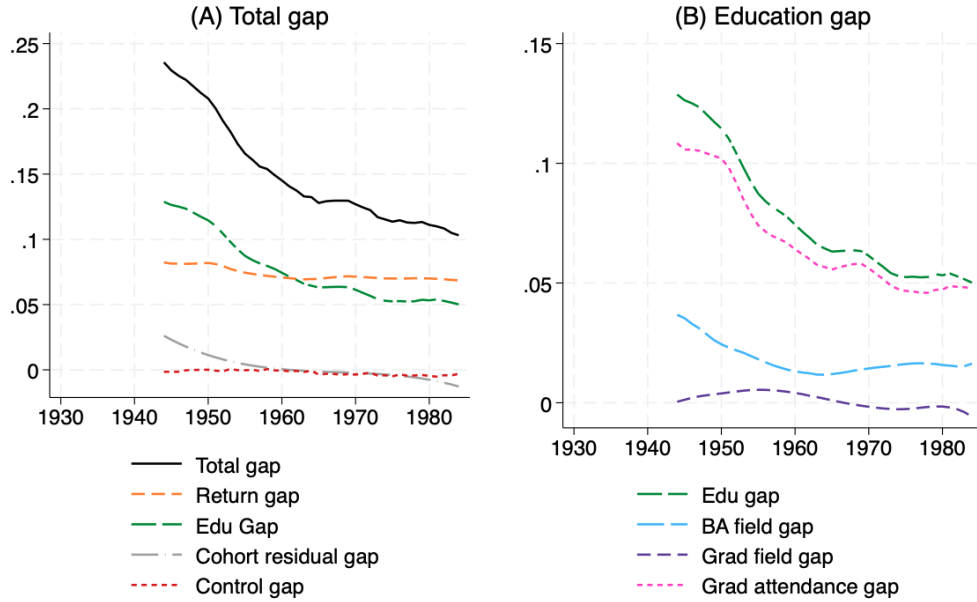 (A) Total gap
.25
.2
.15
.1
.05
0
1930 1940 1950 1960 1970 1980
Total gap
Return gap
Edu Gap
Cohort residual gap
Control gap
(B) Education gap
.15
.1
.05
0
1930 1940 1950 1960 1970 1980
Edu gap
BA field gap
Grad field gap
Grad attendance gap